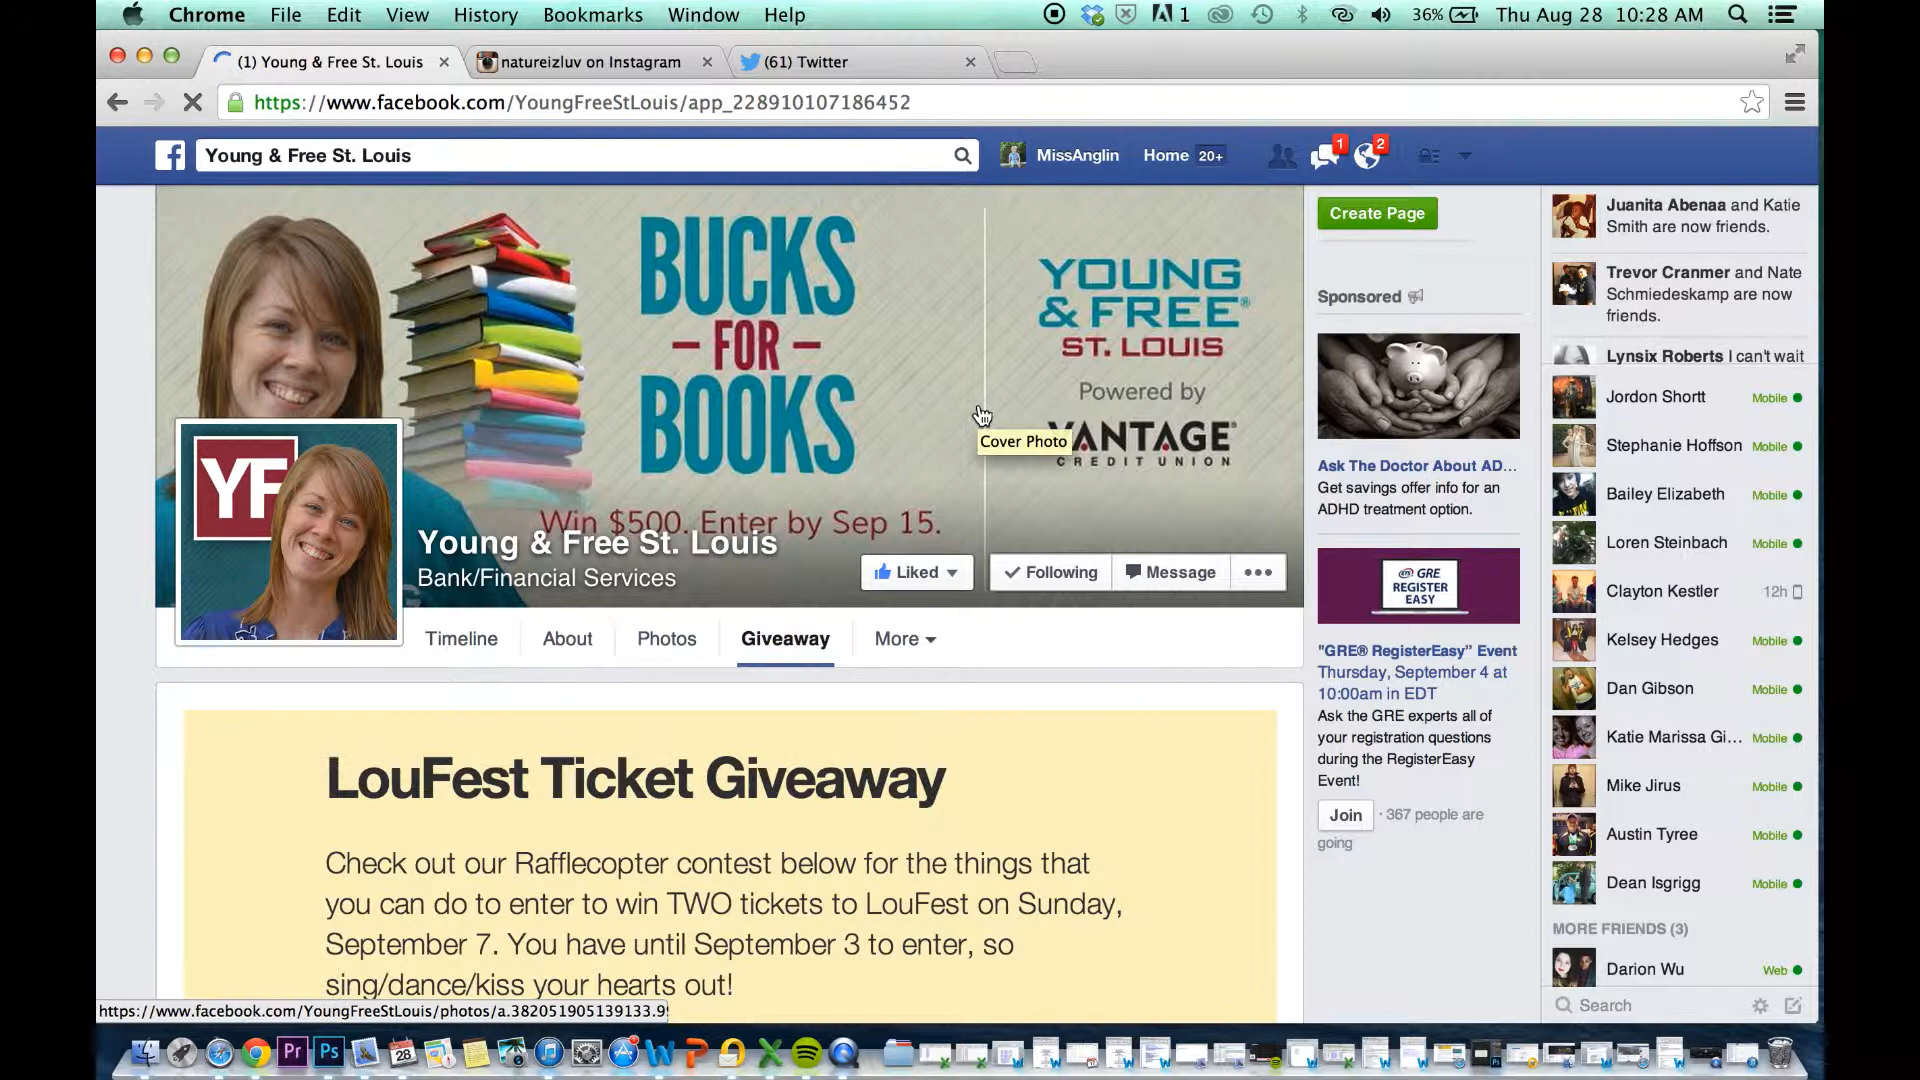 Chrome File Edit View History Bookmarks Window Help
1 36% Thu Aug 28 10:28 AM
(1) Young & Free St. Louis
natureizluv on Instagram
(61) Twitter
https://www.facebook.com/YoungFreeStLouis/app_228910107186452
Young & Free St. Louis
MissAnglin Home 20+ 1 2
BUCKS
FOR
BOOKS
Win $500. Enter by Sep 15.
YOUNG
& FREE®
ST. LOUIS
Powered by
VANTAGE
CREDIT UNION
Cover Photo
YF
Young & Free St. Louis
Bank/Financial Services
Liked Following Message
Timeline About Photos Giveaway More
LouFest Ticket Giveaway
Check out our Rafflecopter contest below for the things that
you can do to enter to win TWO tickets to LouFest on Sunday,
September 7. You have until September 3 to enter, so
sing/dance/kiss your hearts out!
https://www.facebook.com/YoungFreeStLouis/photos/a.382051905139133.9
Create Page
Sponsored
Ask The Doctor About AD...
Get savings offer info for an
ADHD treatment option.
ETS GRE
REGISTER
EASY
"GRE® RegisterEasy" Event
Thursday, September 4 at
10:00am in EDT
Ask the GRE experts all of
your registration questions
during the RegisterEasy
Event!
Join · 367 people are
going
Juanita Abenaa and Katie
Smith are now friends.
Trevor Cranmer and Nate
Schmiedeskamp are now
friends.
Lynsix Roberts I can't wait
Jordon Shortt Mobile
Stephanie Hoffson Mobile
Bailey Elizabeth Mobile
Loren Steinbach Mobile
Clayton Kestler 12h
Kelsey Hedges Mobile
Dan Gibson Mobile
Katie Marissa Gi... Mobile
Mike Jirus Mobile
Austin Tyree Mobile
Dean Isgrigg Mobile
MORE FRIENDS (3)
Darion Wu Web
Search
Pr Ps 28